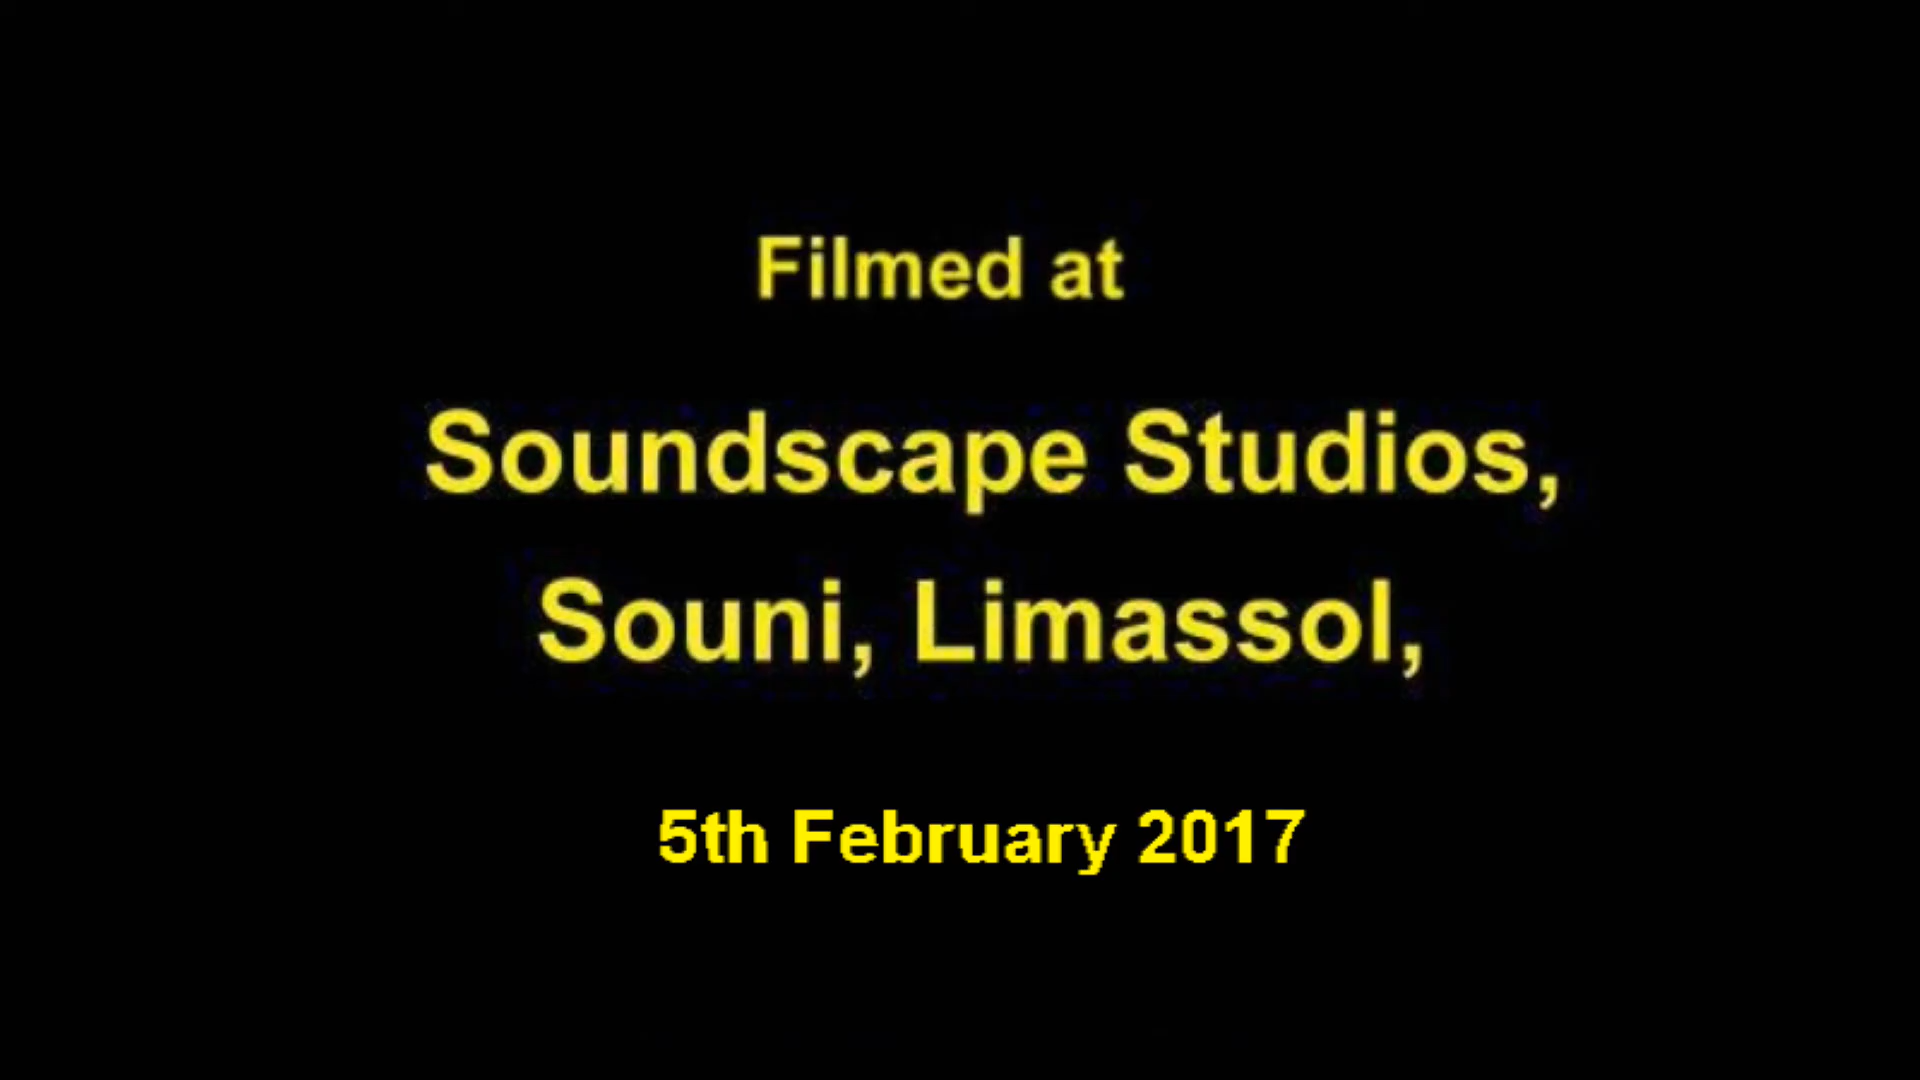 Filmed at
Soundscape Studios,
Souni, Limassol,
5th February 2017